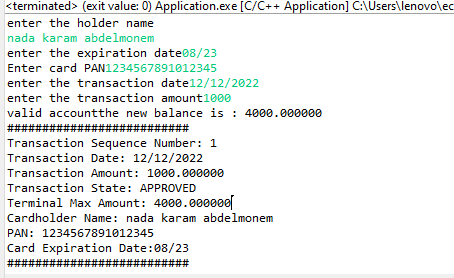 <terminated> (exit value: 0) Application.exe [C/C++ Application] C:\Users\lenovo\ec
enter the holder name
nada karam abdelmonem
enter the expiration date08/23
Enter card PAN1234567891012345
enter the transaction date12/12/2022
enter the transaction amount1000
valid accountthe new balance is : 4000.000000
##########################
Transaction Sequence Number: 1
Transaction Date: 12/12/2022
Transaction Amount: 1000.000000
Transaction State: APPROVED
Terminal Max Amount: 4000.000000
Cardholder Name: nada karam abdelmonem
PAN: 1234567891012345
Card Expiration Date:08/23
##########################